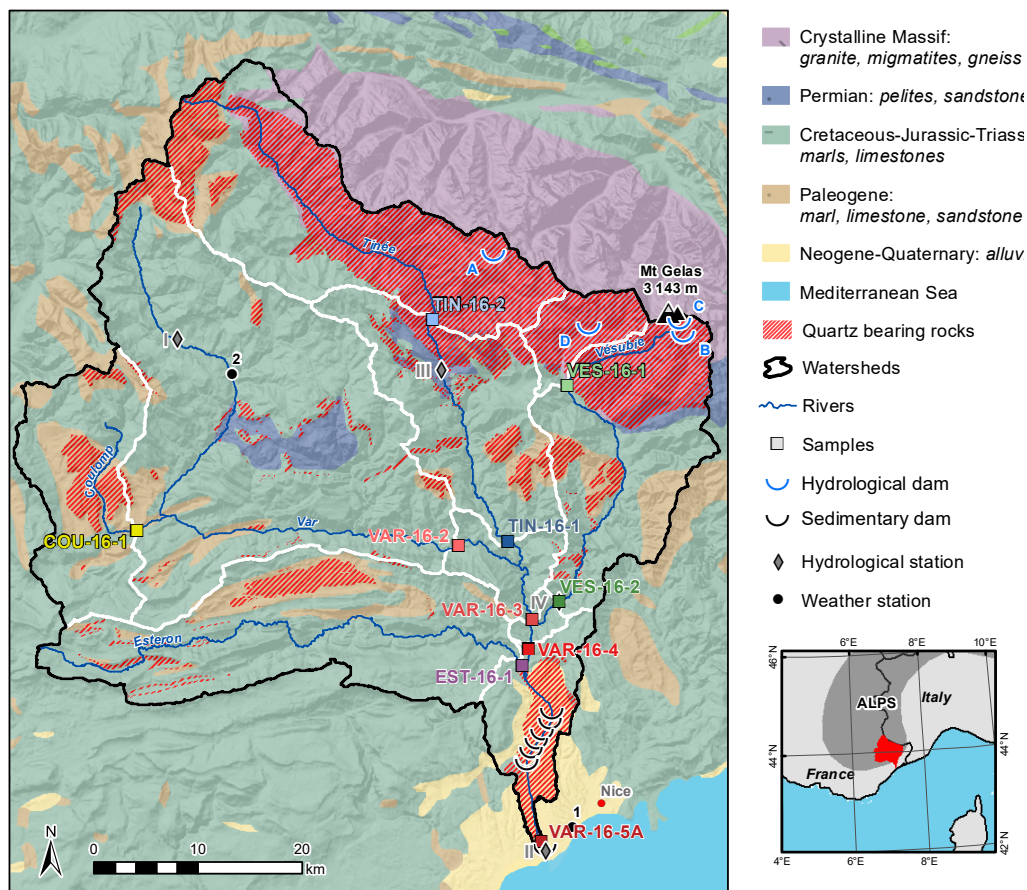 Crystalline Massif:
granite, migmatites, gneiss
Permian: pelites, sandstone
Cretaceous-Jurassic-Triass
marls, limestones
Paleogene:
marl, limestone, sandstone
Neogene-Quaternary: alluv
Mediterranean Sea
Quartz bearing rocks
Watersheds
Rivers
Samples
Hydrological dam
Sedimentary dam
Hydrological station
Weather station
Tinée
A
Mt Gelas
3 143 m
C
TIN-16-2
D
Vésubie
B
I
2
III
VES-16-1
Coulomp
COU-16-1
Var
VAR-16-2
TIN-16-1
VES-16-2
IV
VAR-16-3
Esteron
VAR-16-4
EST-16-1
Nice
1
VAR-16-5A
II
N
0 10 20
km
6°E 8°E 10°E
46°N
ALPS
Italy
44°N
44°N
France
42°N
4°E 6°E 8°E